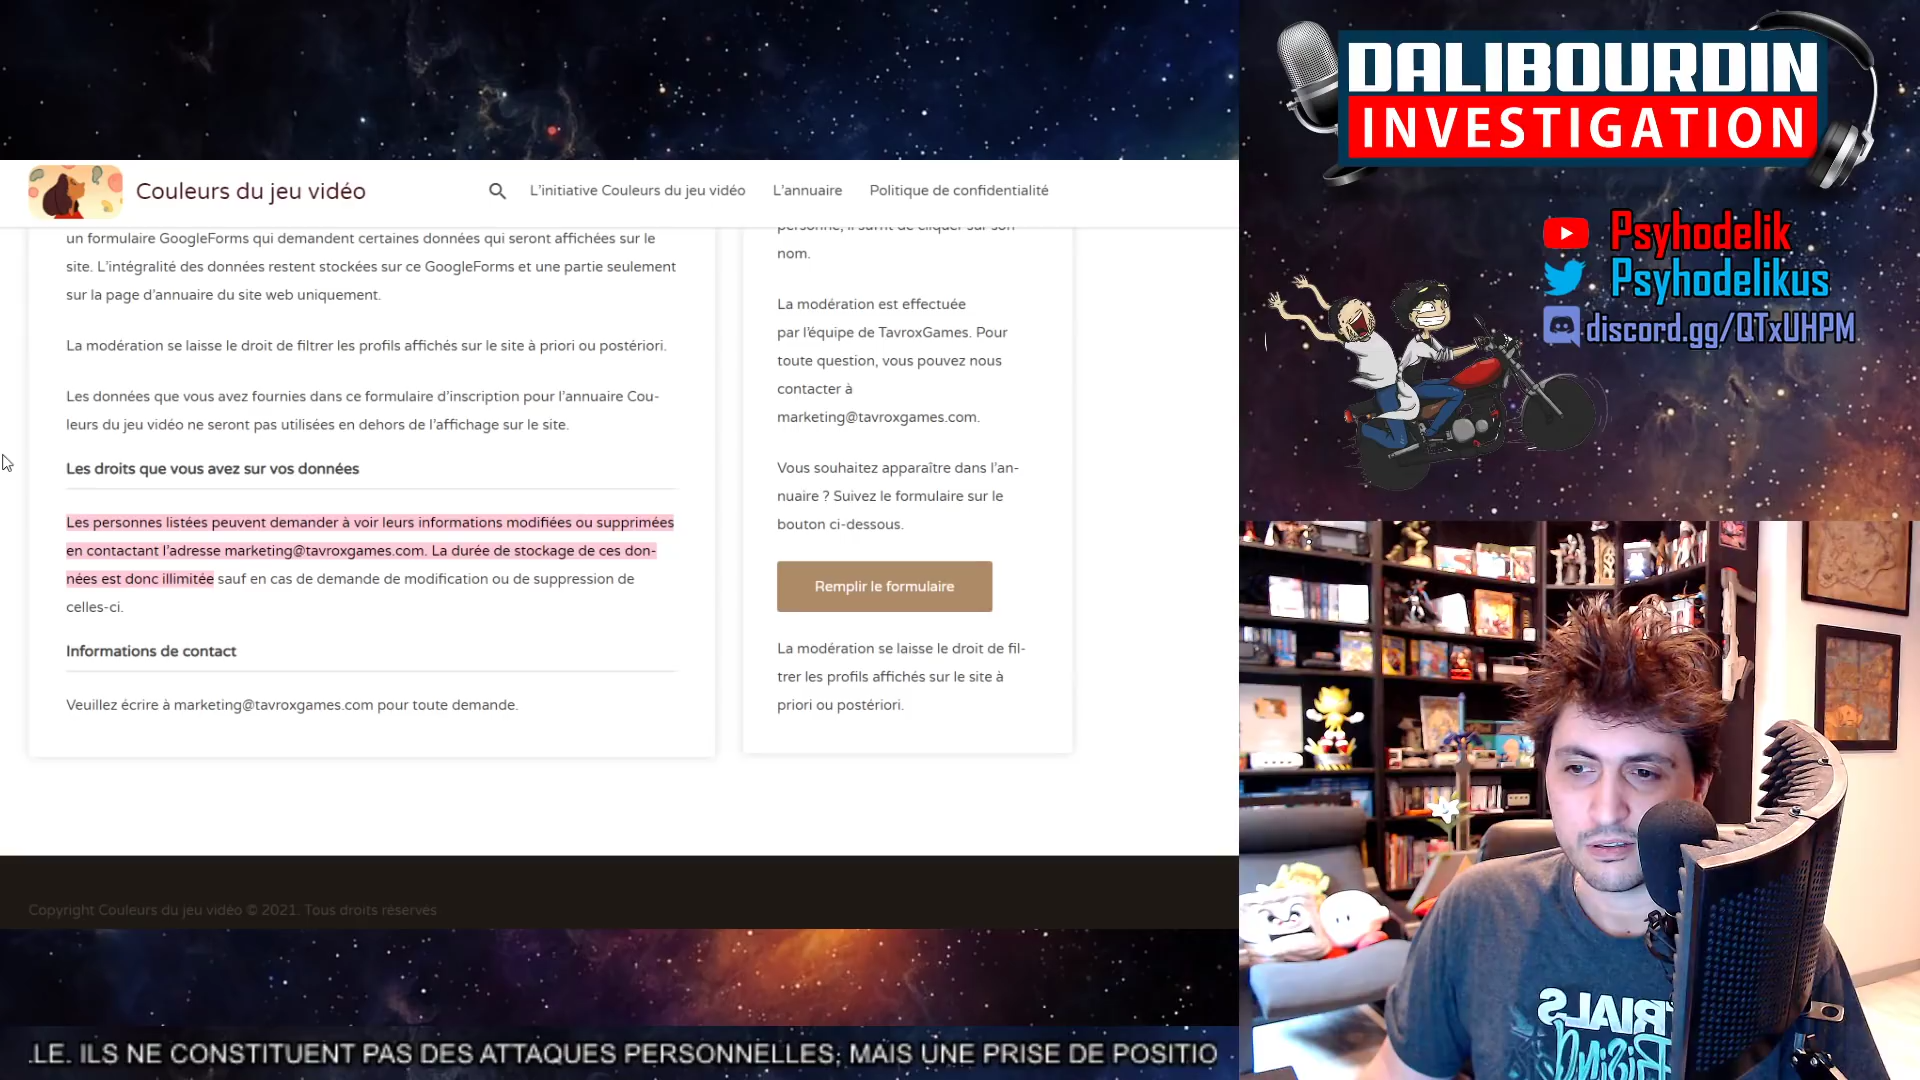 Couleurs du jeu vidéo
L'initiative Couleurs du jeu vidéo
L'annuaire
Politique de confidentialité
un formulaire GoogleForms qui demandent certaines données qui seront affichées sur le
site. L'intégralité des données restent stockées sur ce GoogleForms et une partie seulement
sur la page d'annuaire du site web uniquement.
La modération se laisse le droit de filtrer les profils affichés sur le site à priori ou postériori.
Les données que vous avez fournies dans ce formulaire d'inscription pour l'annuaire Cou-
leurs du jeu vidéo ne seront pas utilisées en dehors de l'affichage sur le site.
Les droits que vous avez sur vos données
Les personnes listées peuvent demander à voir leurs informations modifiées ou supprimées
en contactant l'adresse marketing@tavroxgames.com. La durée de stockage de ces don-
nées est donc illimitée sauf en cas de demande de modification ou de suppression de
celles-ci.
Informations de contact
Veuillez écrire à marketing@tavroxgames.com pour toute demande.
personne, il suffit de cliquer sur son
nom.
La modération est effectuée
par l'équipe de TavroxGames. Pour
toute question, vous pouvez nous
contacter à
marketing@tavroxgames.com.
Vous souhaitez apparaître dans l'an-
nuaire ? Suivez le formulaire sur le
bouton ci-dessous.
Remplir le formulaire
La modération se laisse le droit de fil-
trer les profils affichés sur le site à
priori ou postériori.
Copyright Couleurs du jeu vidéo © 2021. Tous droits réservés
.LE. ILS NE CONSTITUENT PAS DES ATTAQUES PERSONNELLES; MAIS UNE PRISE DE POSITIO
DALIBOURDIN
INVESTIGATION
Psyhodelik
Psyhodelikus
discord.gg/QTxUHPM
RIALS
Rising